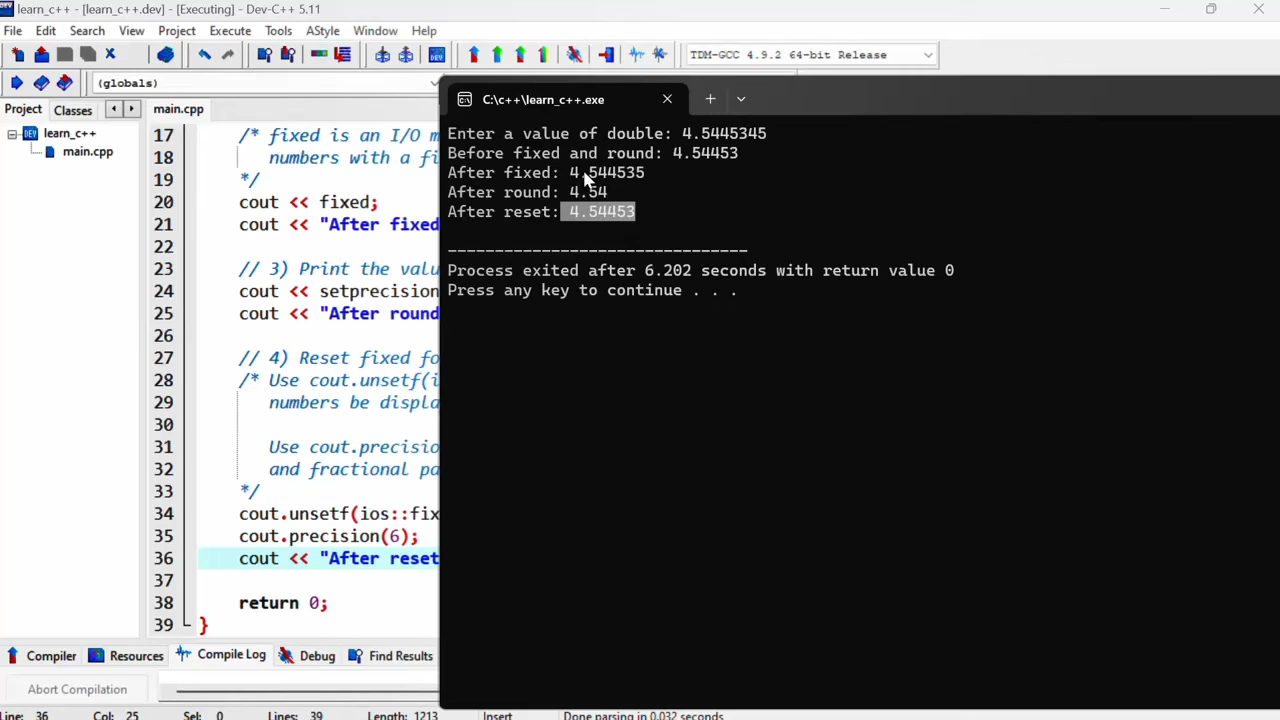 learn_c++ - [learn_c++.dev] - [Executing] - Dev-C++ 5.11
File Edit Search View Project Execute Tools AStyle Window Help
TDM-GCC 4.9.2 64-bit Release
(globals)
Project Classes main.cpp
learn_c++
main.cpp
17 /* fixed is an I/O m
18 numbers with a fi
19 */
20 cout << fixed;
21 cout << "After fixed
22
23 // 3) Print the valu
24 cout << setprecision
25 cout << "After round
26
27 // 4) Reset fixed fo
28 /* Use cout.unsetf(i
29 numbers be displa
30
31 Use cout.precisio
32 and fractional pa
33 */
34 cout.unsetf(ios::fix
35 cout.precision(6);
36 cout << "After reset
37
38 return 0;
39 }
C:\c++\learn_c++.exe
Enter a value of double: 4.5445345
Before fixed and round: 4.54453
After fixed: 4.544535
After round: 4.54
After reset: 4.54453
--------------------------------
Process exited after 6.202 seconds with return value 0
Press any key to continue . . .
Compiler Resources Compile Log Debug Find Results
Abort Compilation
Line: 36 Col: 25 Sel: 0 Lines: 39 Length: 1213 Insert Done parsing in 0.032 seconds